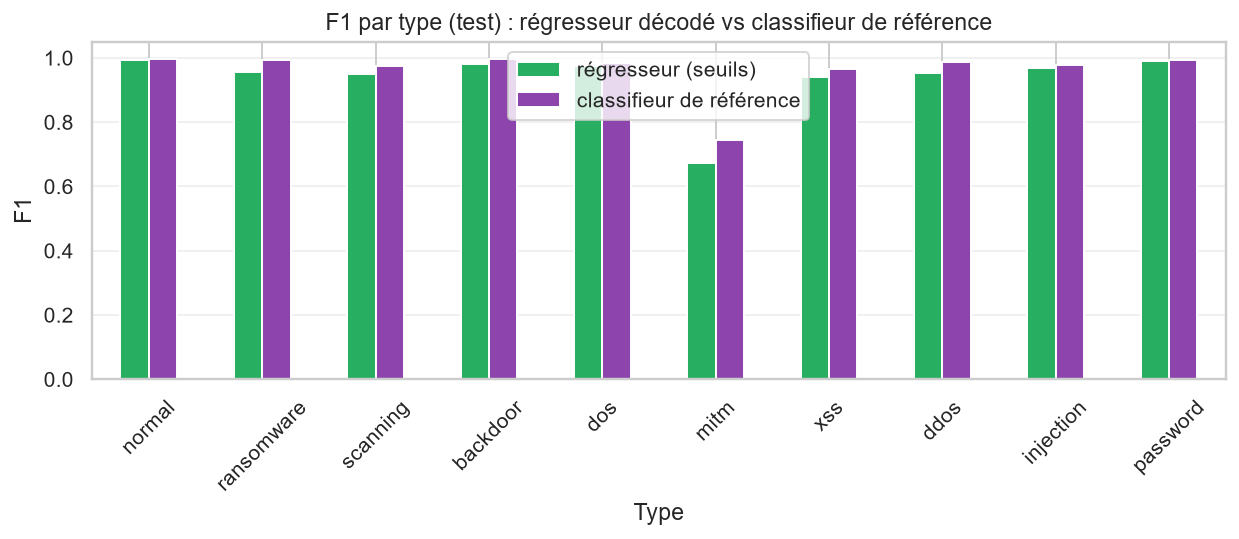 F1 par type (test) : régresseur décodé vs classifieur de référence
régresseur (seuils)
classifieur de référence
F1
1.0
0.8
0.6
0.4
0.2
0.0
normal
ransomware
scanning
backdoor
dos
mitm
xss
ddos
injection
password
Type